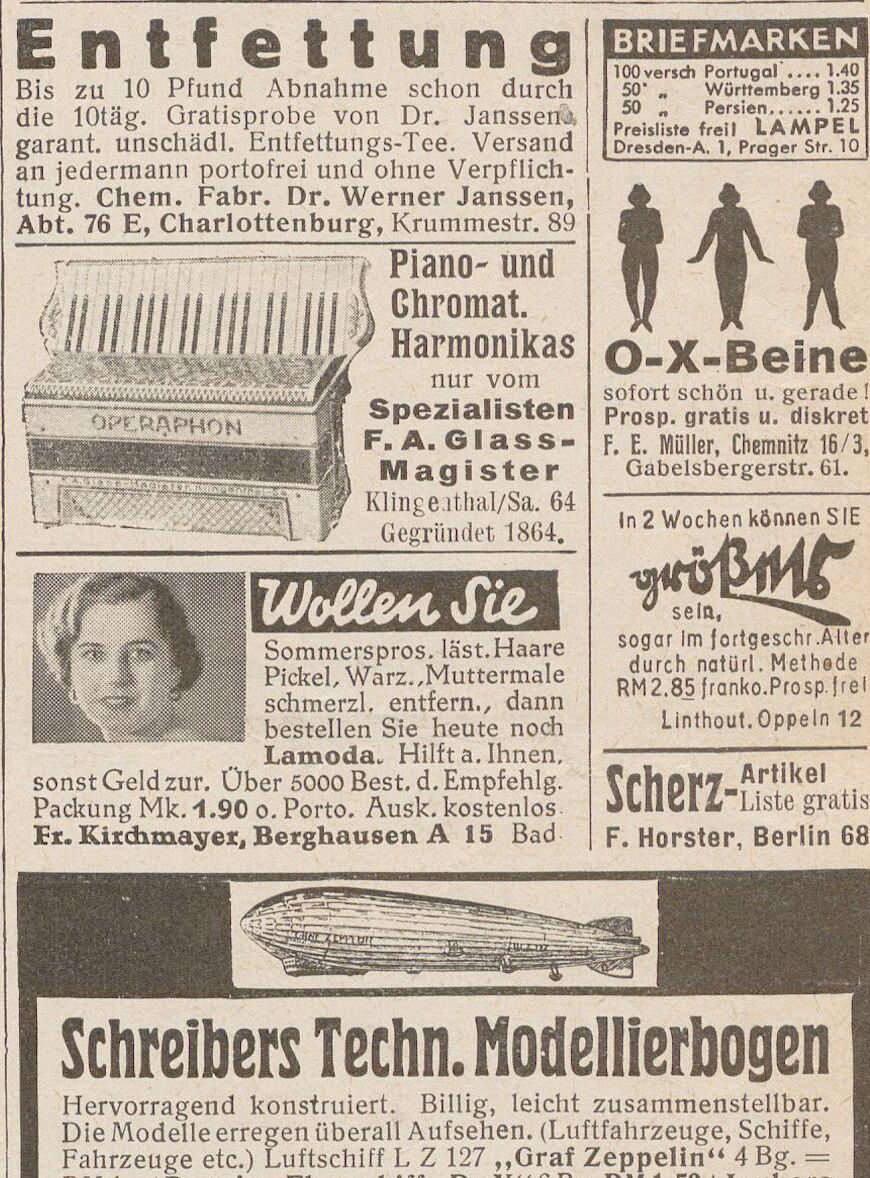 Entfettung
Bis zu 10 Pfund Abnahme schon durch
die 10täg. Gratisprobe von Dr. Janssens
garant. unschädl. Entfettungs-Tee. Versand
an jedermann portofrei und ohne Verpflich-
tung. Chem. Fabr. Dr. Werner Janssen,
Abt. 76 E, Charlottenburg, Krummestr. 89
OPERAPHON
Piano- und
Chromat.
Harmonikas
nur vom
Spezialisten
F. A. Glass-
Magister
Klingenthal/Sa. 64
Gegründet 1864.
Wollen Sie
Sommerspros. läst. Haare
Pickel, Warz., Muttermale
schmerzl. entfern., dann
bestellen Sie heute noch
Lamoda. Hilft a. Ihnen,
sonst Geld zur. Über 5000 Best. d. Empfehlg.
Packung Mk. 1.90 o. Porto. Ausk. kostenlos.
Fr. Kirchmayer, Berghausen A 15 Bad.
BRIEFMARKEN
100 versch Portugal .... 1.40
50 „ Württemberg 1.35
50 „ Persien...... 1.25
Preisliste frei! LAMPEL
Dresden-A. 1, Prager Str. 10
O-X-Beine
sofort schön u. gerade!
Prosp. gratis u. diskret
F. E. Müller, Chemnitz 16/3,
Gabelsbergerstr. 61.
In 2 Wochen können SIE
größer
sein,
sogar im fortgeschr. Alter
durch natürl. Methode
RM 2.85 franko. Prosp. frei
Linthout. Oppeln 12
Scherz-Artikel
Liste gratis
F. Horster, Berlin 68
GRAF ZEPPELIN
Schreibers Techn. Modellierbogen
Hervorragend konstruiert. Billig, leicht zusammenstellbar.
Die Modelle erregen überall Aufsehen. (Luftfahrzeuge, Schiffe,
Fahrzeuge etc.) Luftschiff L Z 127 „Graf Zeppelin“ 4 Bg. =